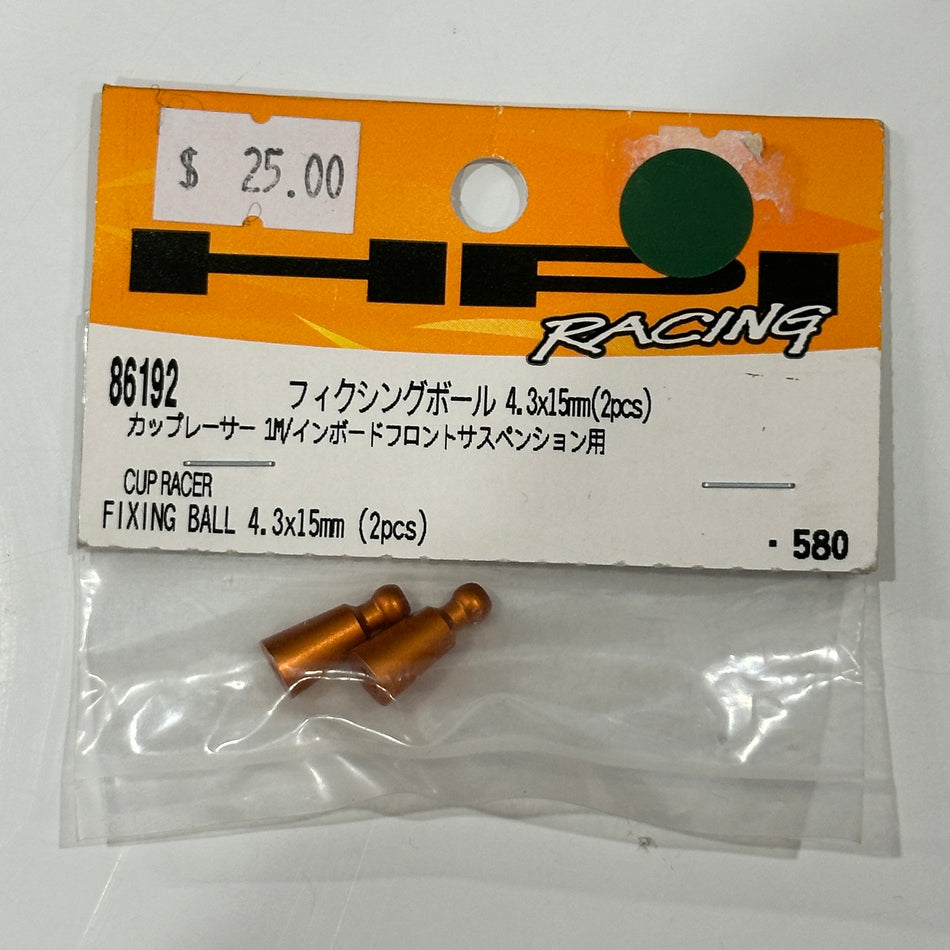 $ 25.00
HPI
RACING
86192 フィクシングボール 4.3x15mm(2pcs)
カップレーサー 1M/インボードフロントサスペンション用
CUP RACER
FIXING BALL 4.3x15mm (2pcs)
・580